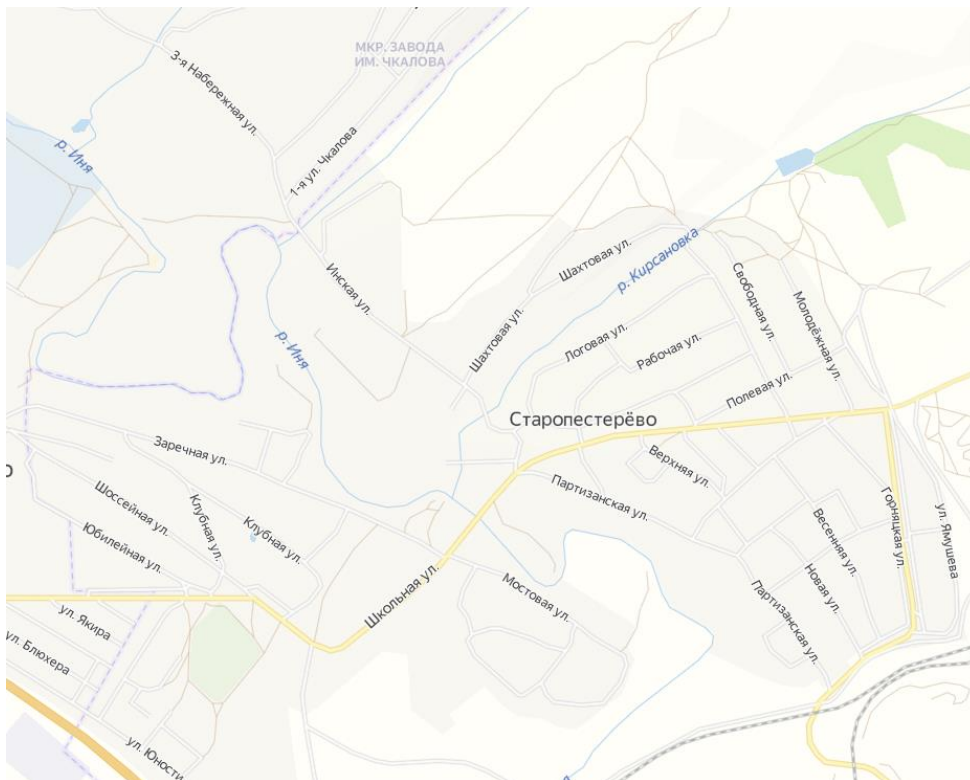 МКР. ЗАВОДА
ИМ. ЧКАЛОВА
3-я Набережная ул.
1-я ул. Чкалова
р. Иня
Шахтовая ул.
р. Кирсановка
Инская ул.
Свободная ул.
Молодёжная ул.
р. Иня
Шахтовая ул.
Логовая ул.
Рабочая ул.
Полевая ул.
Старопестерёво
Заречная ул.
Верхняя ул.
о
Шоссейная ул.
Клубная ул.
Клубная ул.
Партизанская ул.
Горняцкая ул.
ул. Ямушева
Весенняя ул.
Юбилейная ул.
Школьная ул.
Мостовая ул.
Новая ул.
Партизанская ул.
ул. Якира
ул. Блюхера
ул. Юности